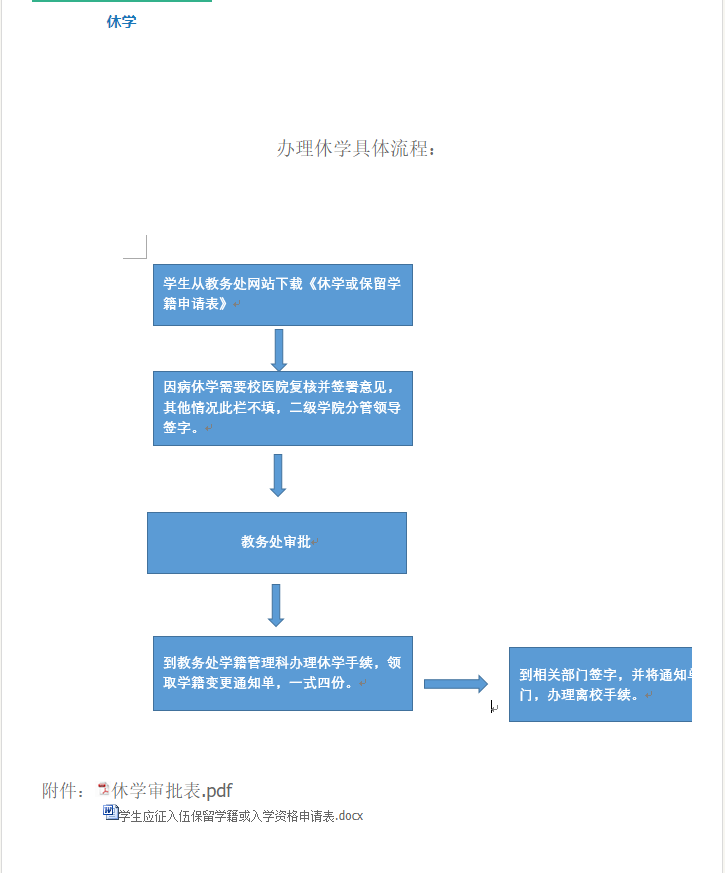 休学
办理休学具体流程：
学生从教务处网站下载《休学或保留学
籍申请表》
因病休学需要校医院复核并签署意见，
其他情况此栏不填，二级学院分管领导
签字。
教务处审批
到教务处学籍管理科办理休学手续，领
取学籍变更通知单，一式四份。
到相关部门签字，并将通知单
门，办理离校手续。
附件：休学审批表.pdf
学生应征入伍保留学籍或入学资格申请表.docx